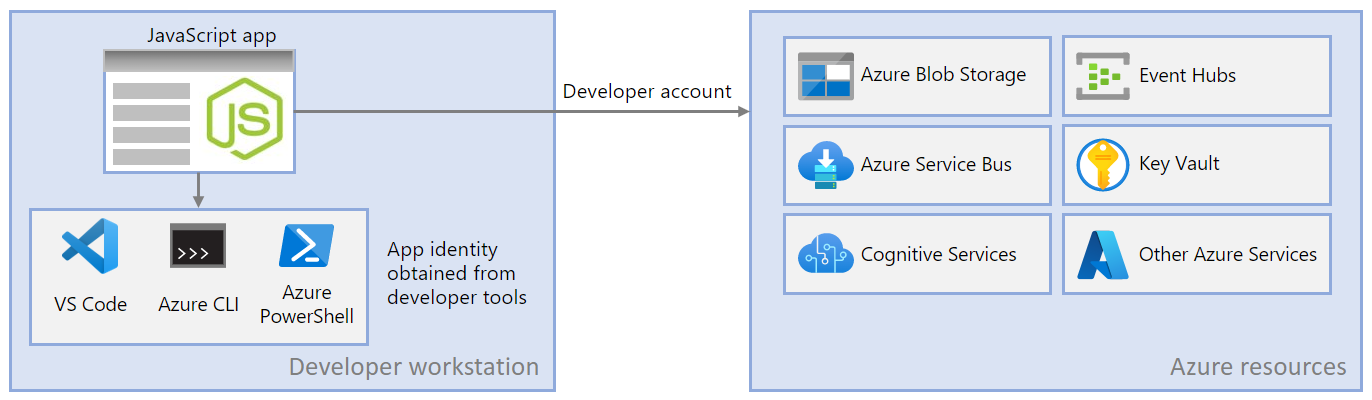 JavaScript app
JS
Developer account
>>>
VS Code
Azure CLI
Azure
PowerShell
App identity
obtained from
developer tools
Developer workstation
Azure Blob Storage
Event Hubs
Azure Service Bus
Key Vault
Cognitive Services
Other Azure Services
Azure resources